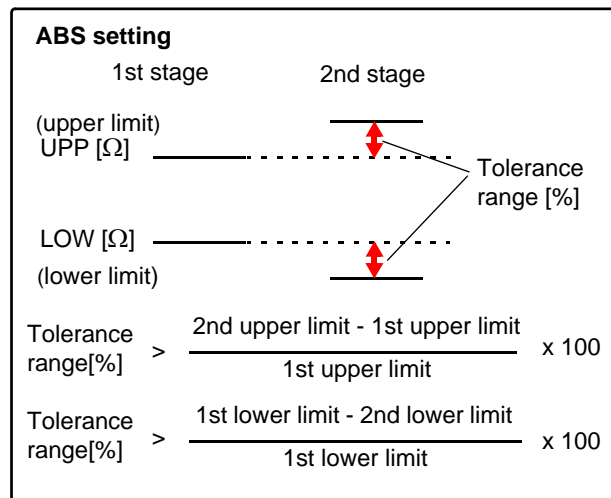 ABS setting
1st stage 2nd stage
(upper limit)
UPP [Ω]
Tolerance
range [%]
LOW [Ω]
(lower limit)
Tolerance
range[%] > 2nd upper limit - 1st upper limit x 100
1st upper limit
Tolerance
range[%] > 1st lower limit - 2nd lower limit x 100
1st lower limit